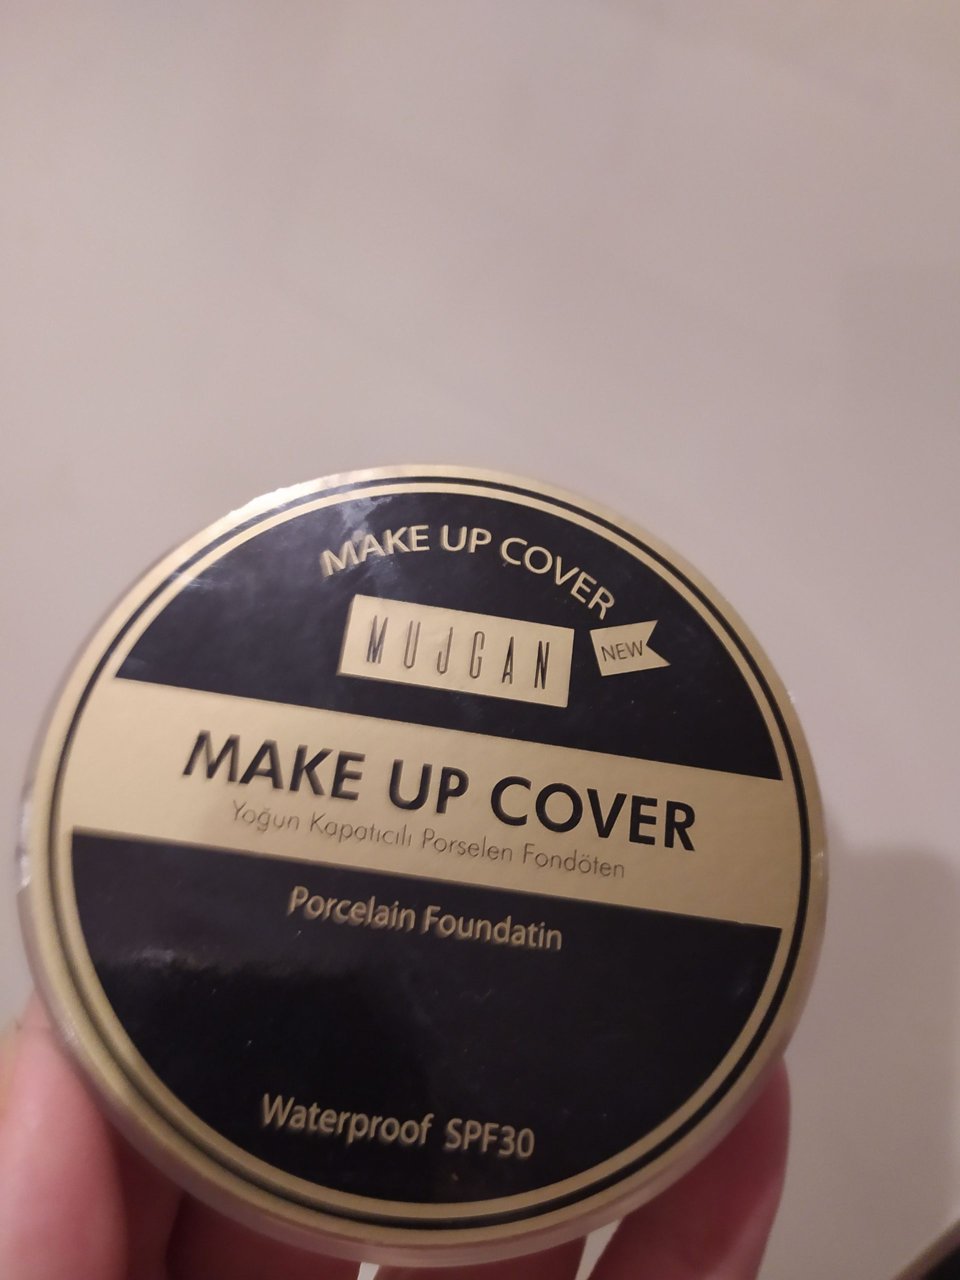 MAKE UP COVER
MUJGAN
NEW
MAKE UP COVER
Yoğun Kapatıcılı Porselen Fondöten
Porcelain Foundatin
Waterproof SPF30